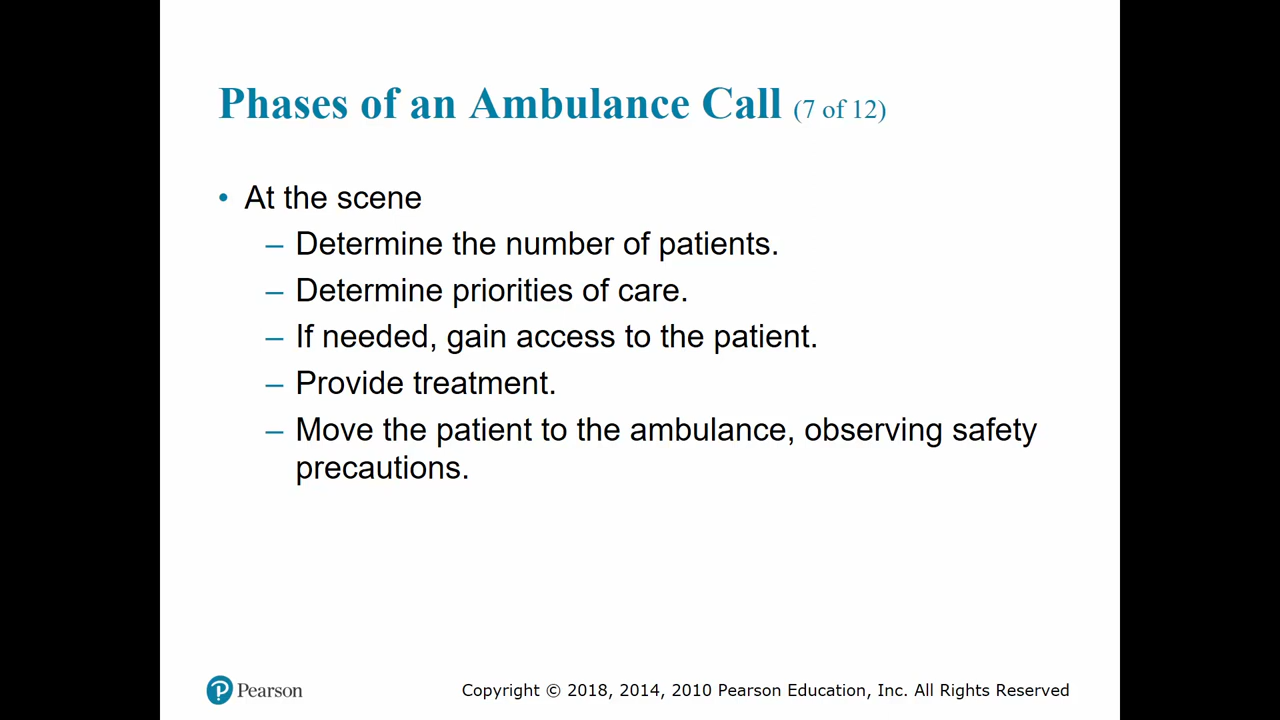 Phases of an Ambulance Call (7 of 12)
• At the scene
– Determine the number of patients.
– Determine priorities of care.
– If needed, gain access to the patient.
– Provide treatment.
– Move the patient to the ambulance, observing safety
precautions.
P Pearson
Copyright © 2018, 2014, 2010 Pearson Education, Inc. All Rights Reserved